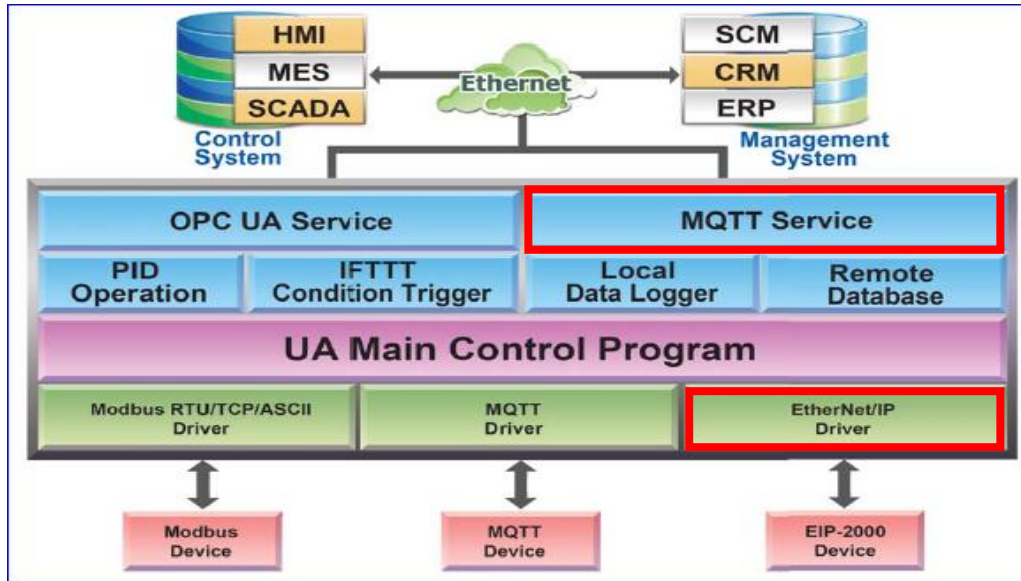 HMI
MES
SCADA
Control
System
Ethernet
SCM
CRM
ERP
Management
System
OPC UA Service
MQTT Service
PID
Operation
IFTTT
Condition Trigger
Local
Data Logger
Remote
Database
UA Main Control Program
Modbus RTU/TCP/ASCII
Driver
MQTT
Driver
EtherNet/IP
Driver
Modbus
Device
MQTT
Device
EIP-2000
Device